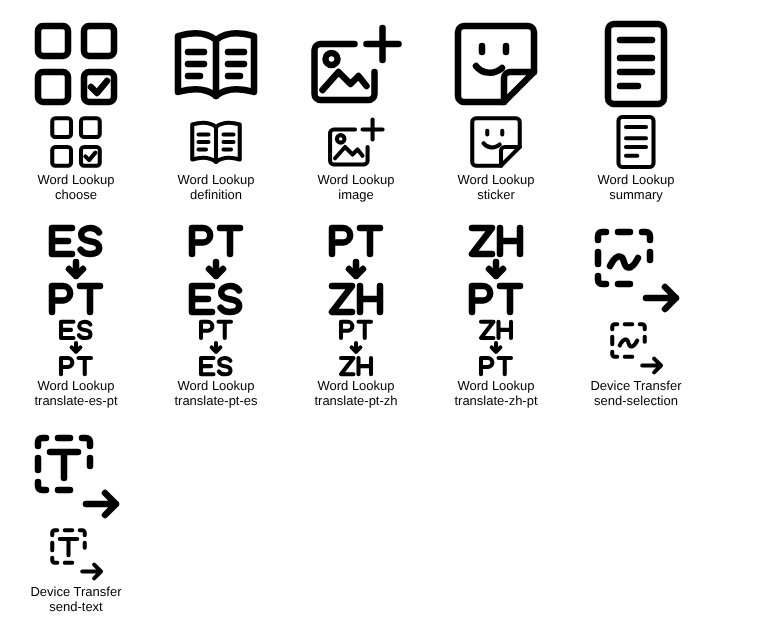 Word Lookup
choose
Word Lookup
definition
Word Lookup
image
Word Lookup
sticker
Word Lookup
summary
ES
PT
ES
PT
Word Lookup
translate-es-pt
PT
ES
PT
ES
Word Lookup
translate-pt-es
PT
ZH
PT
ZH
Word Lookup
translate-pt-zh
ZH
PT
ZH
PT
Word Lookup
translate-zh-pt
Device Transfer
send-selection
T
T
Device Transfer
send-text